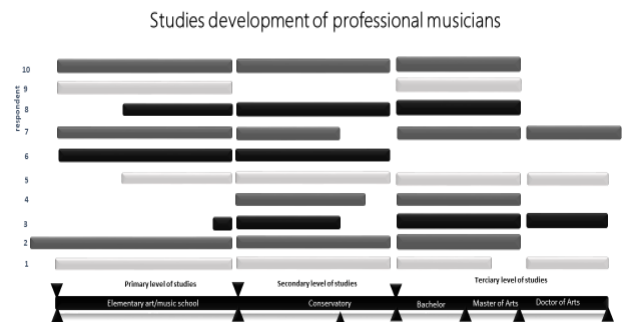 Studies development of professional musicians
respondent
10
9
8
7
6
5
4
3
2
1
Primary level of studies
Secondary level of studies
Terciary level of studies
Elementary art/music school
Conservatory
Bachelor
Master of Arts
Doctor of Arts